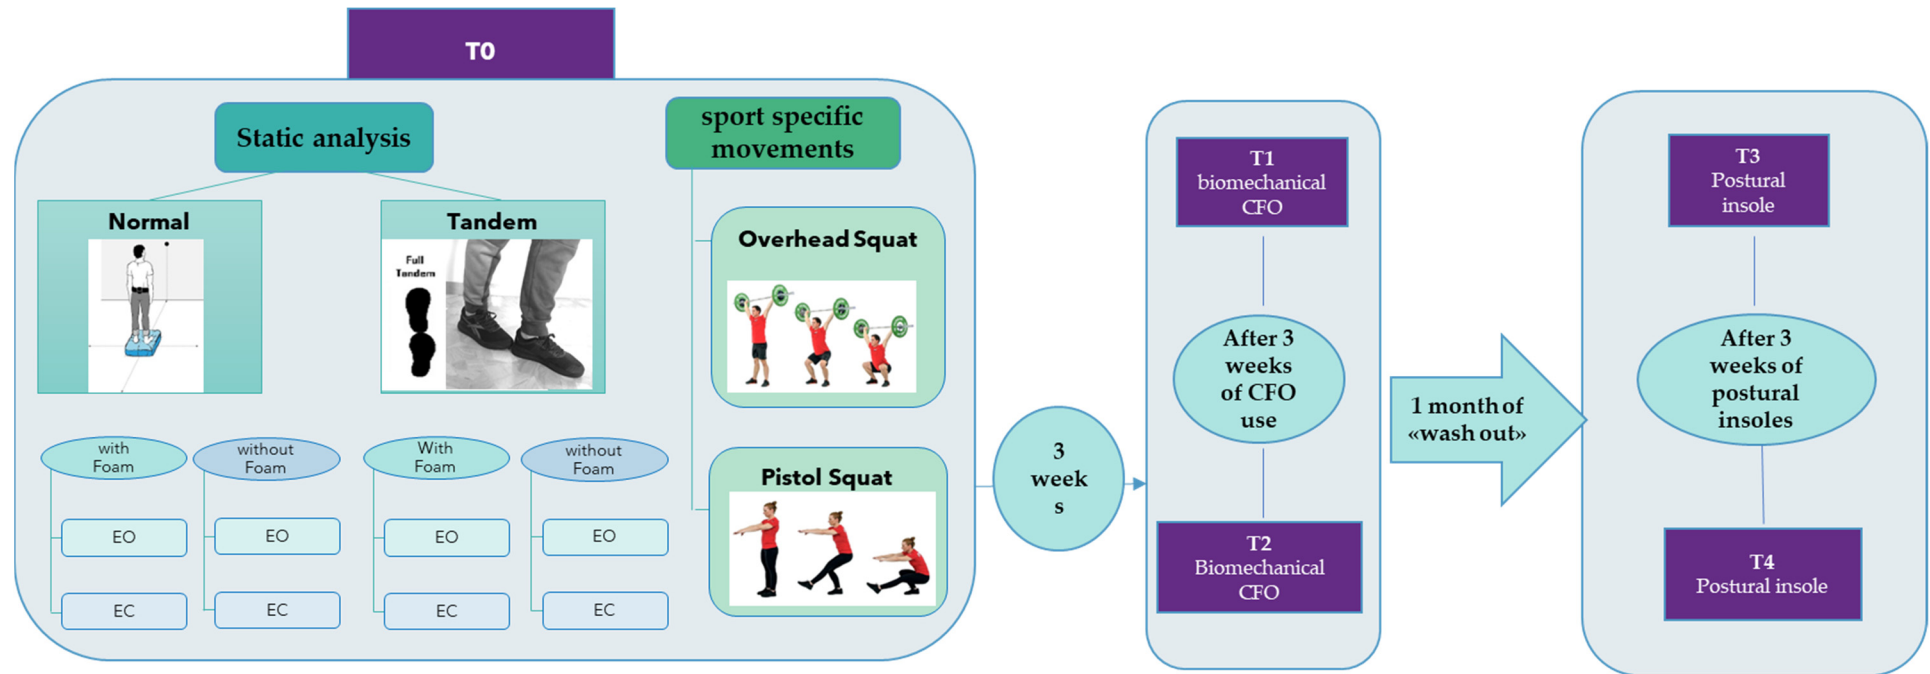 T0
Static analysis
sport specific
movements
Normal
Tandem
Full
Tandem
Overhead Squat
Pistol Squat
with
Foam
without
Foam
With
Foam
without
Foam
EO
EO
EO
EO
EC
EC
EC
EC
3
week
s
T1
biomechanical
CFO
After 3
weeks
of CFO
use
T2
Biomechanical
CFO
1 month of
«wash out»
T3
Postural
insole
After 3
weeks of
postural
insoles
T4
Postural insole